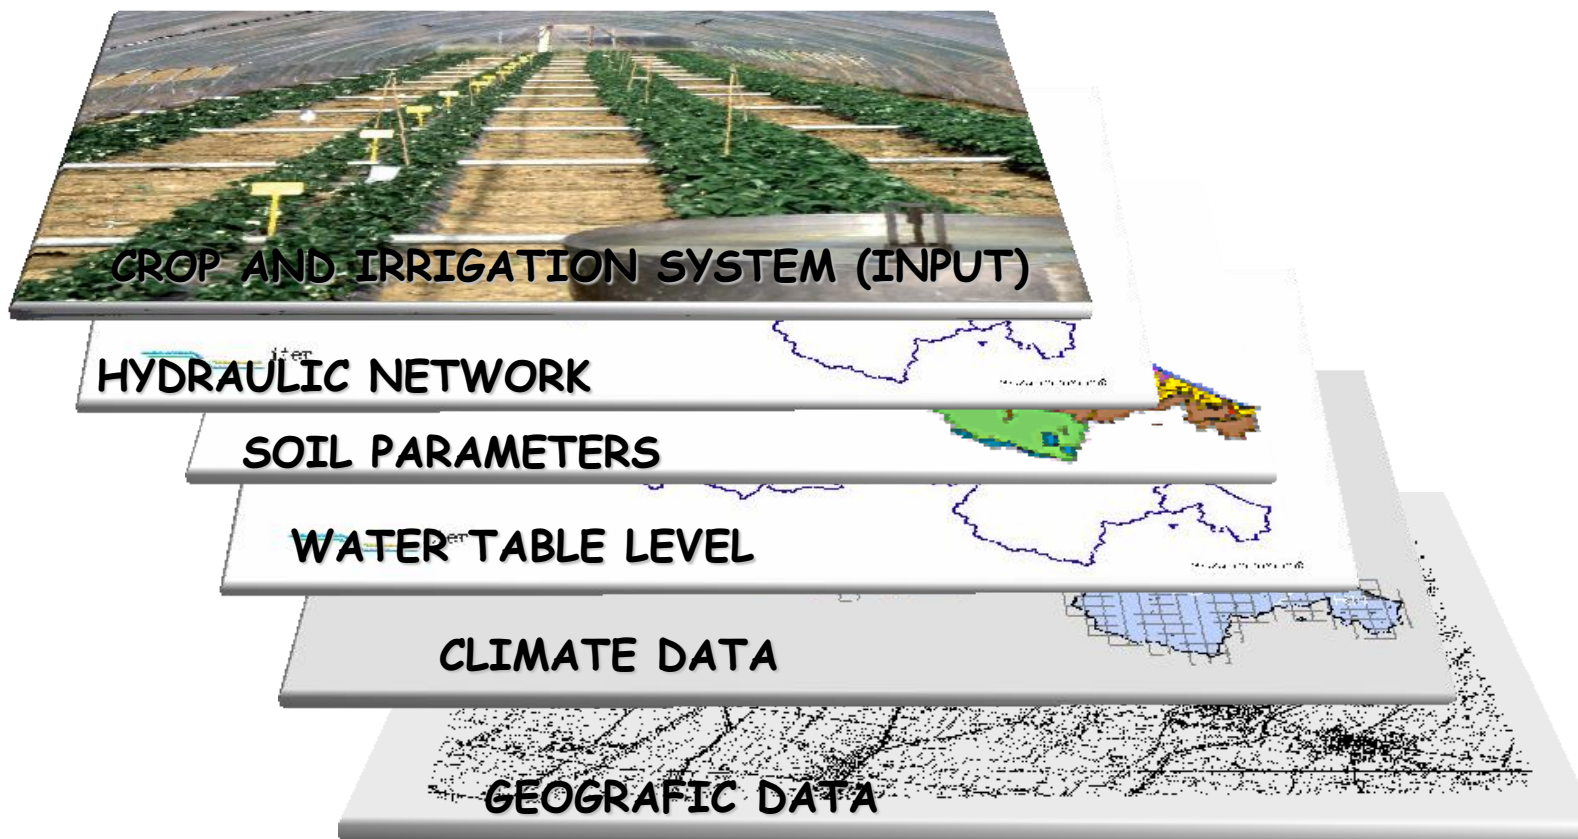 CROP AND IRRIGATION SYSTEM (INPUT)
HYDRAULIC NETWORK
SOIL PARAMETERS
WATER TABLE LEVEL
CLIMATE DATA
GEOGRAFIC DATA